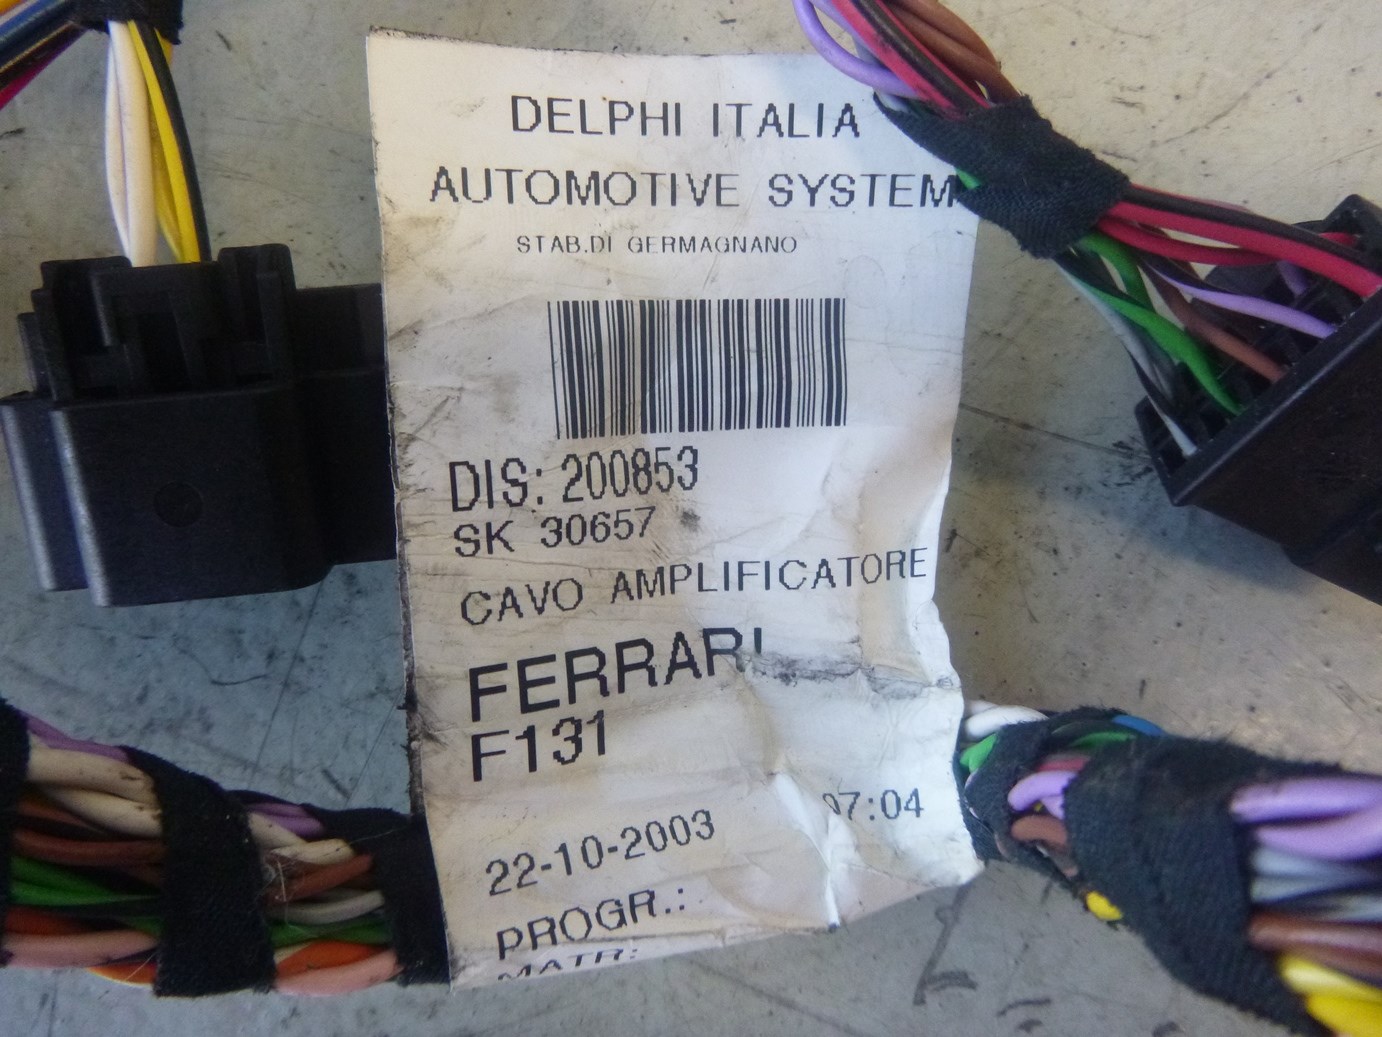 DELPHI ITALIA
AUTOMOTIVE SYSTEM
STAB.DI GERMAGNANO
DIS: 200853
SK 30657
CAVO AMPLIFICATORE
FERRARI
F131
22-10-2003 07:04
PROGR.:
MATR: